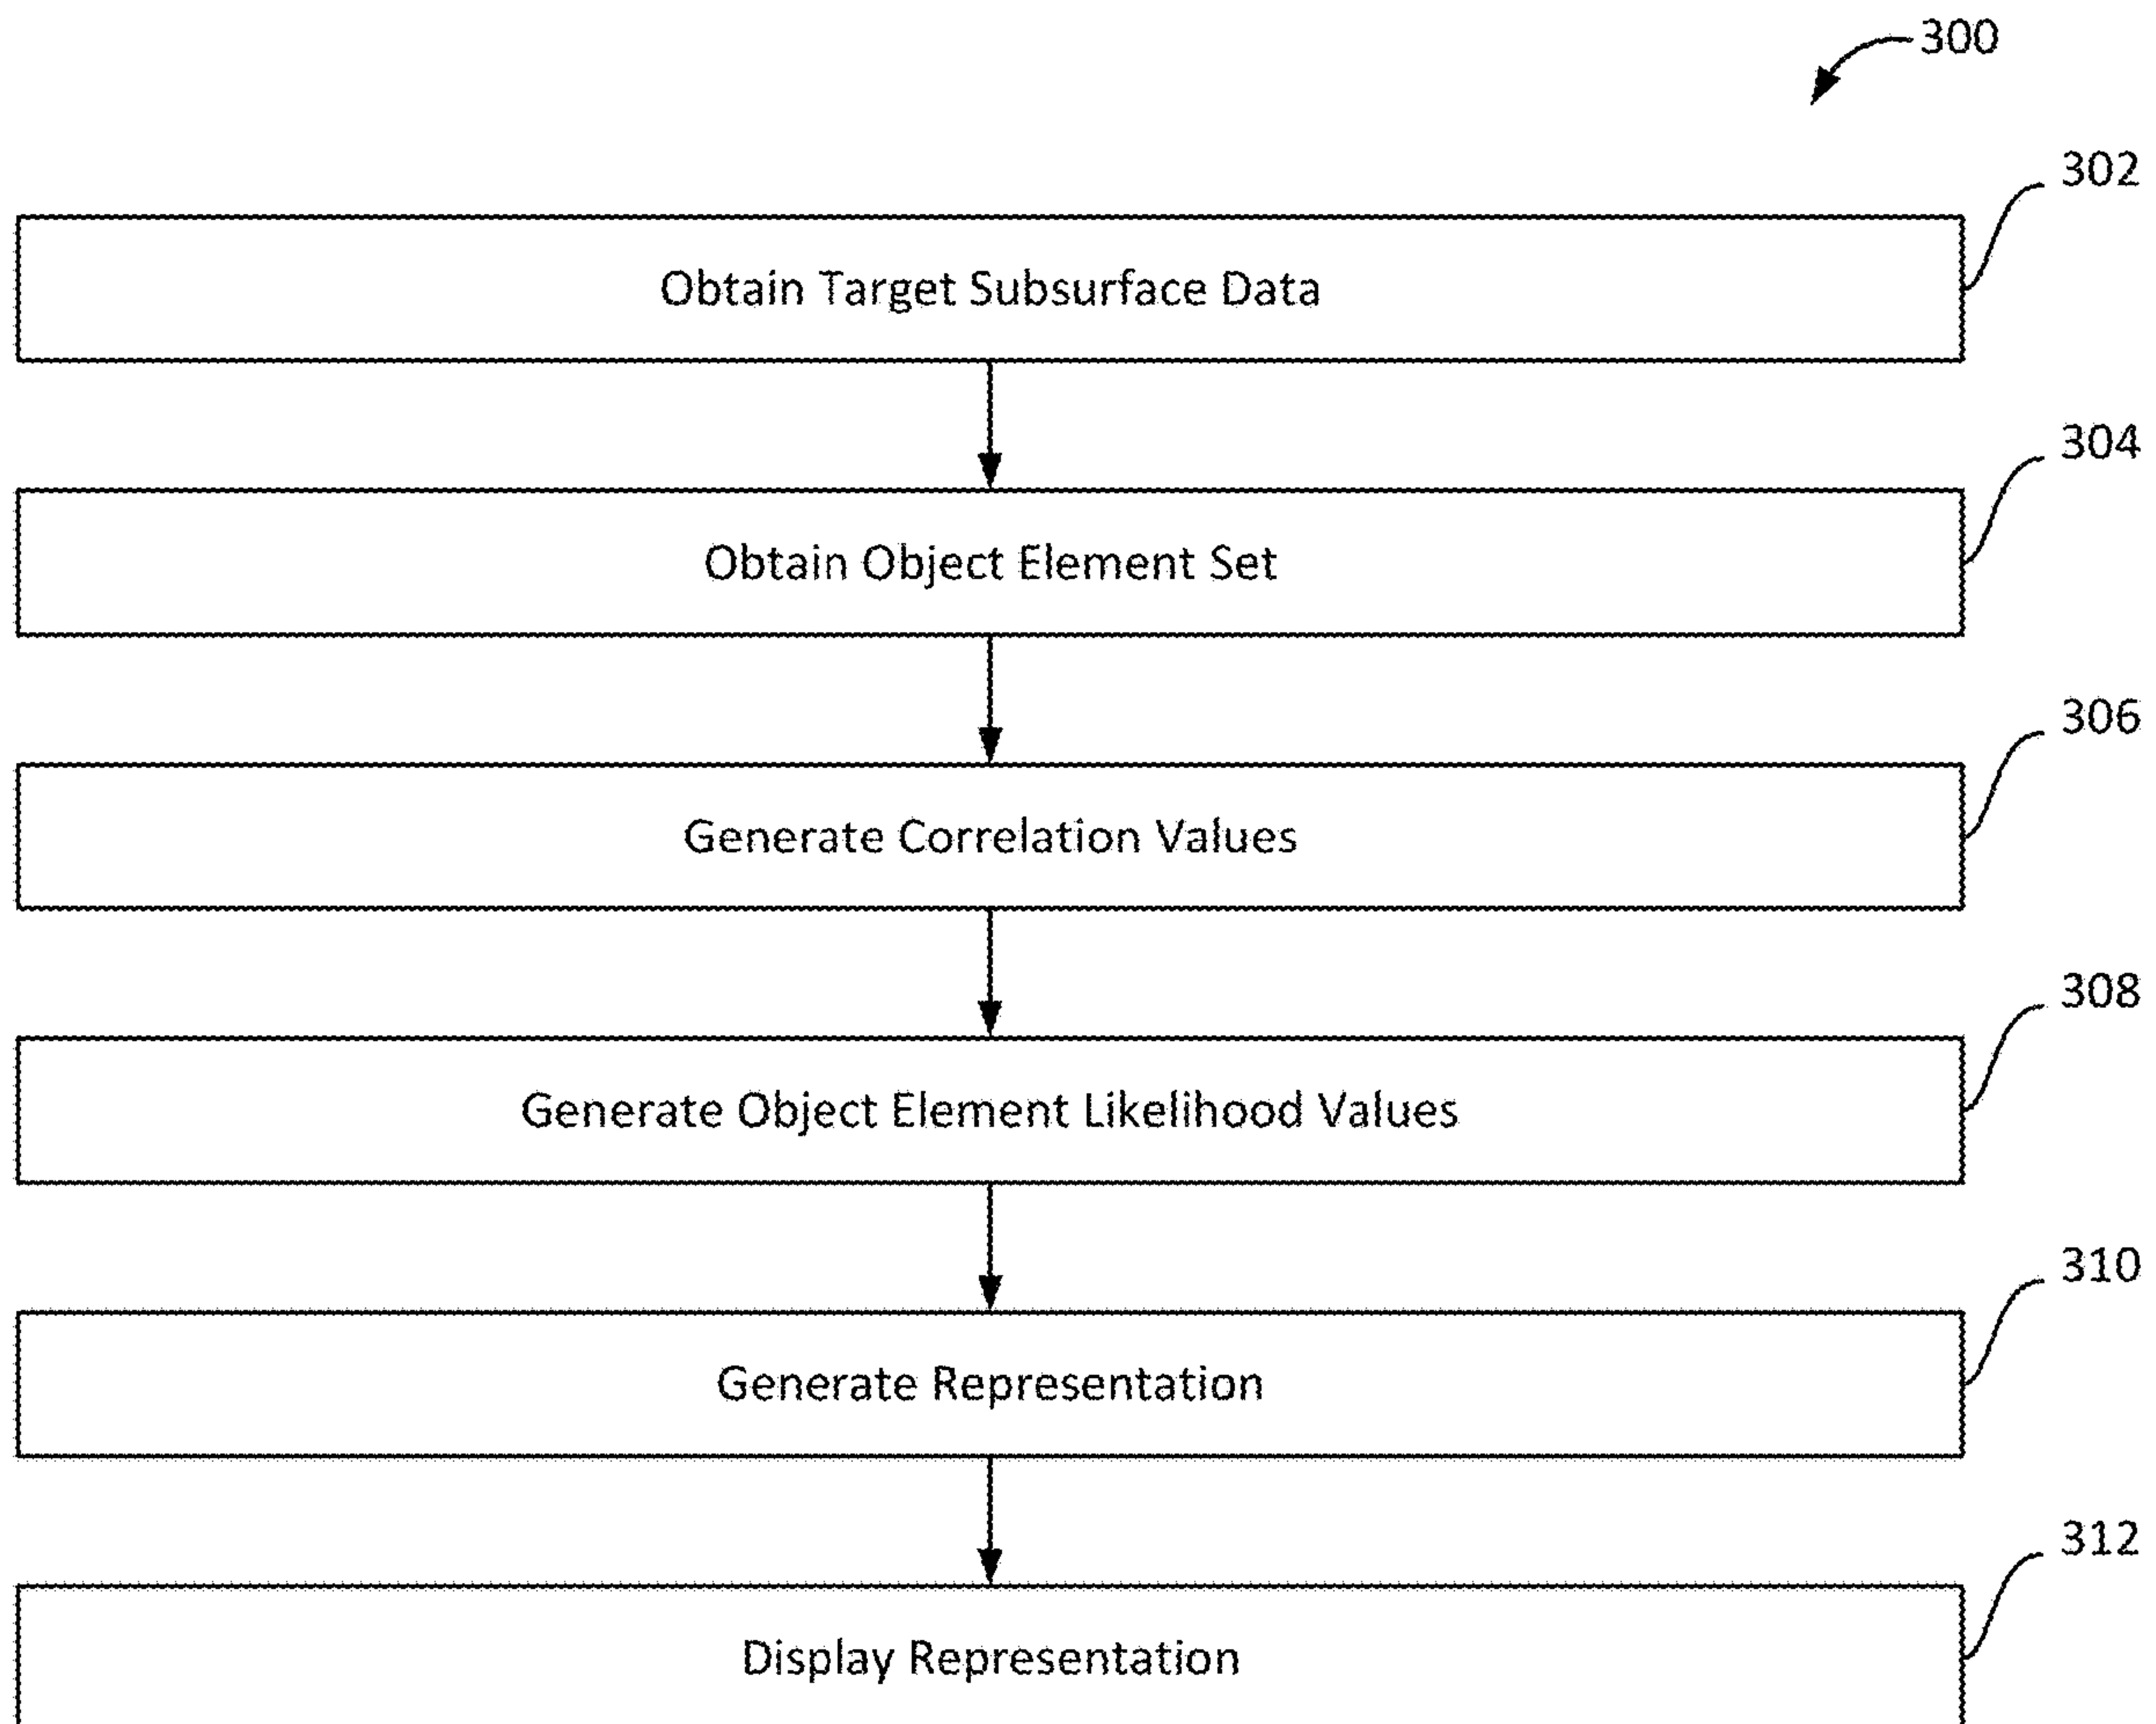 300
302
Obtain Target Subsurface Data
304
Obtain Object Element Set
306
Generate Correlation Values
308
Generate Object Element Likelihood Values
310
Generate Representation
312
Display Representation